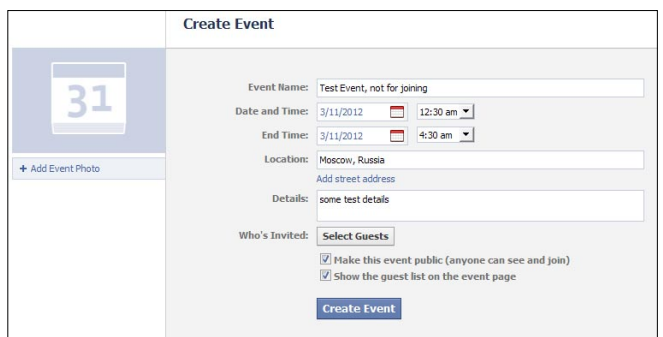 Create Event
31
+ Add Event Photo
Event Name: Test Event, not for joining
Date and Time: 3/11/2012 12:30 am
End Time: 3/11/2012 4:30 am
Location: Moscow, Russia
Add street address
Details: some test details
Who's Invited: Select Guests
Make this event public (anyone can see and join)
Show the guest list on the event page
Create Event